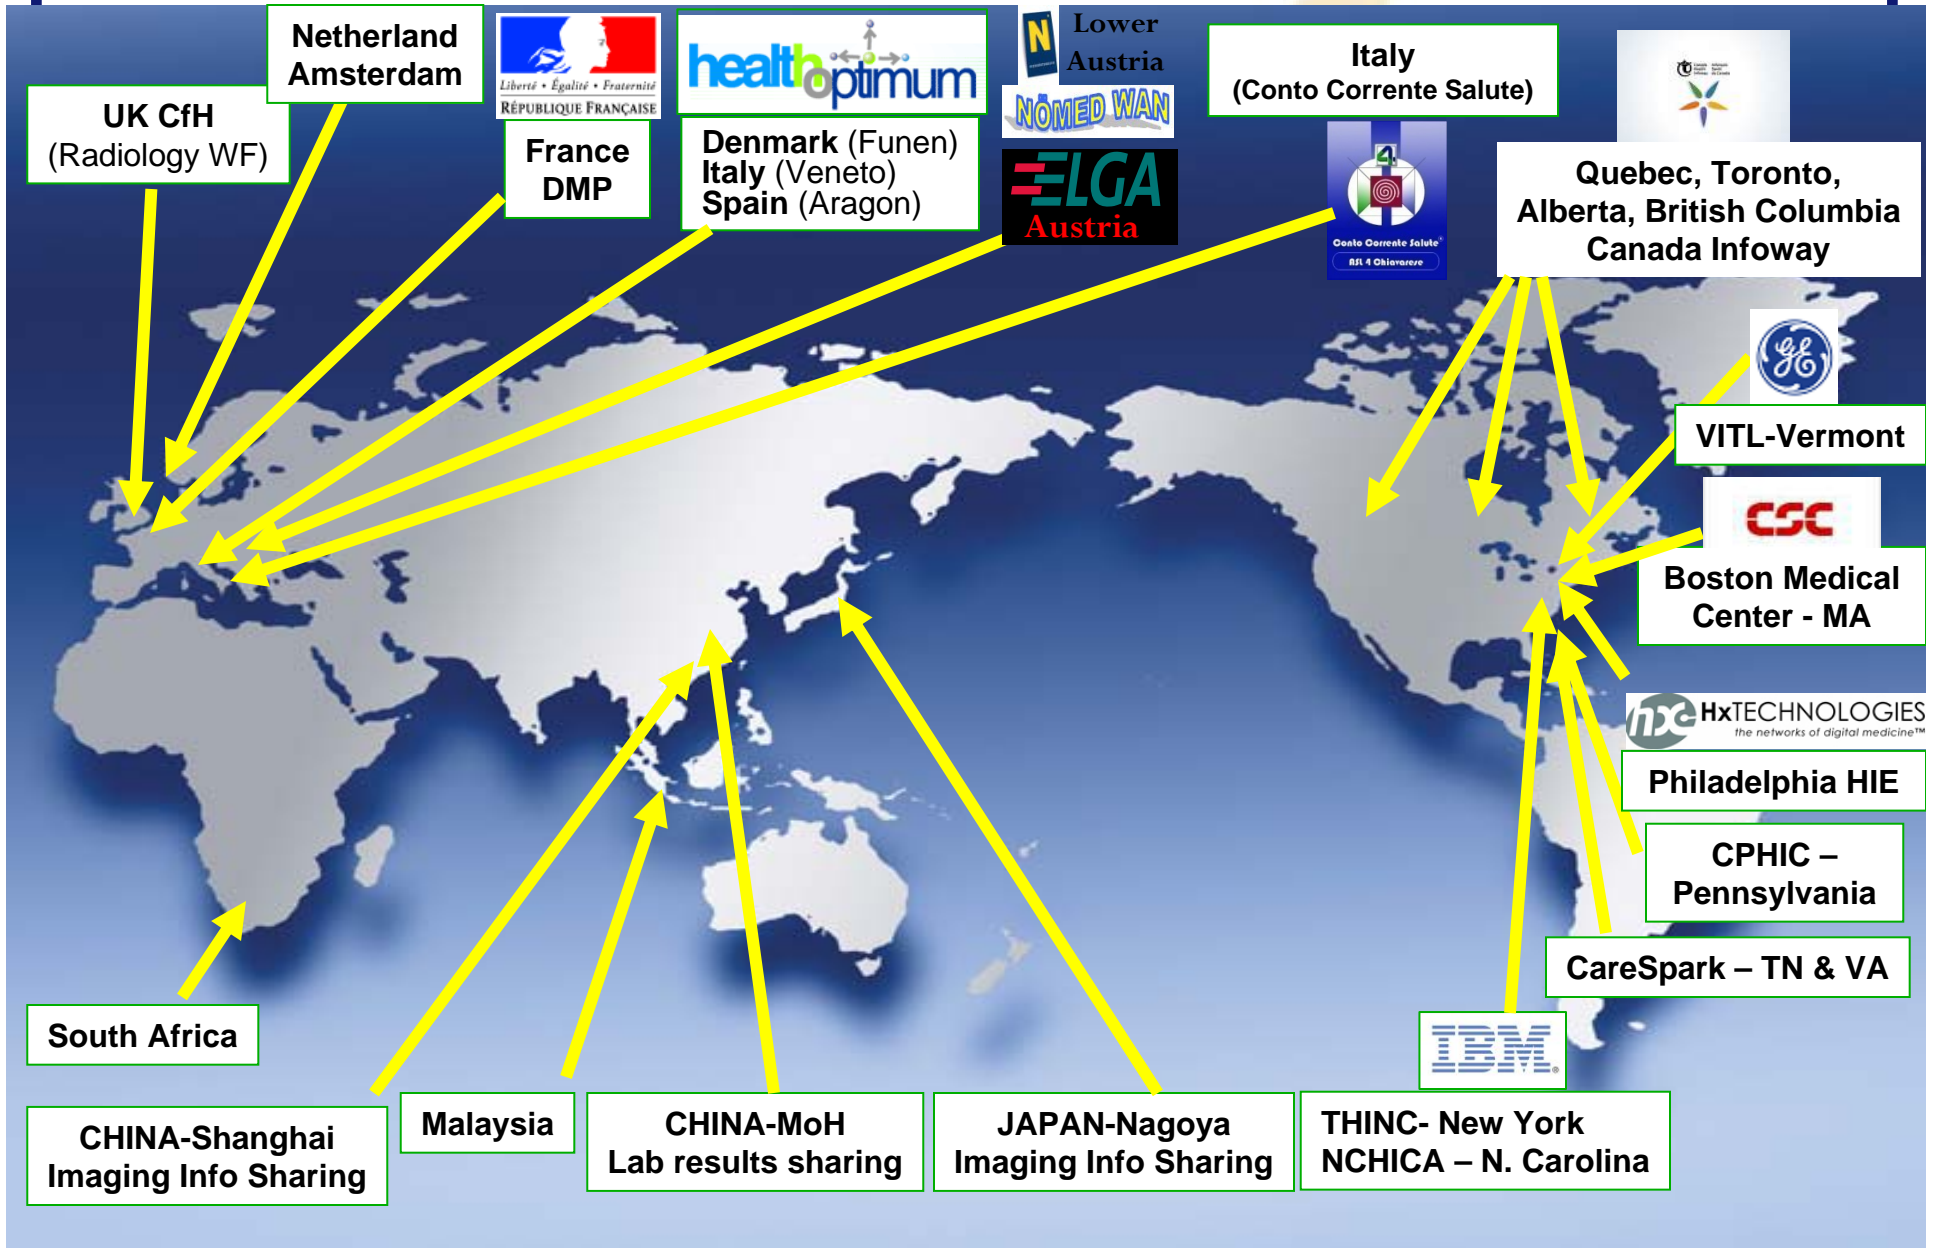 Netherland
Amsterdam
UK CfH
(Radiology WF)
Liberté • Égalité • Fraternité
RÉPUBLIQUE FRANÇAISE
France
DMP
healthoptimum
Denmark (Funen)
Italy (Veneto)
Spain (Aragon)
N
Lower
Austria
NÖMED WAN
ELGA
Austria
Italy
(Conto Corrente Salute)
4
Conto Corrente Salute
ASL 4 Chiavarese
Quebec, Toronto,
Alberta, British Columbia
Canada Infoway
GE
VITL-Vermont
CSC
Boston Medical
Center - MA
hxc HxTECHNOLOGIES
the networks of digital medicine™
Philadelphia HIE
CPHIC –
Pennsylvania
CareSpark – TN & VA
IBM®
THINC- New York
NCHICA – N. Carolina
South Africa
CHINA-Shanghai
Imaging Info Sharing
Malaysia
CHINA-MoH
Lab results sharing
JAPAN-Nagoya
Imaging Info Sharing